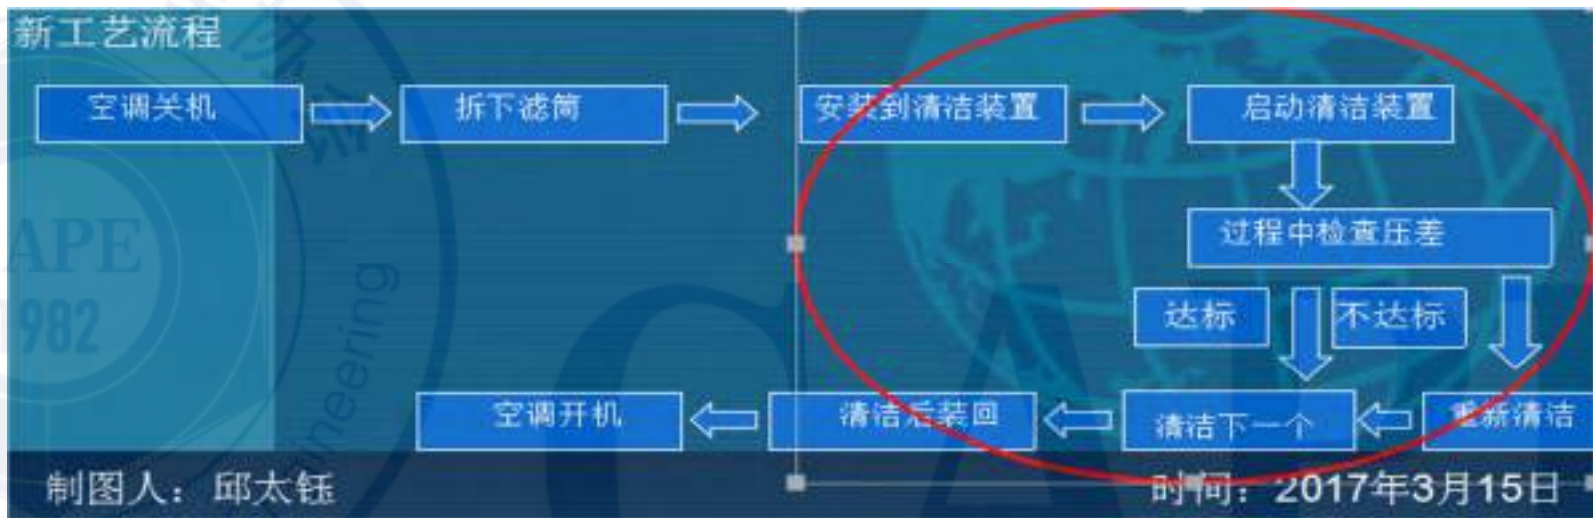 新工艺流程
空调关机
拆下滤筒
安装到清洁装置
启动清洁装置
过程中检查压差
达标
不达标
空调开机
清洁后装回
清洁下一个
重新清洁
制图人：邱太钰
时间：2017年3月15日
APE
982
ineering